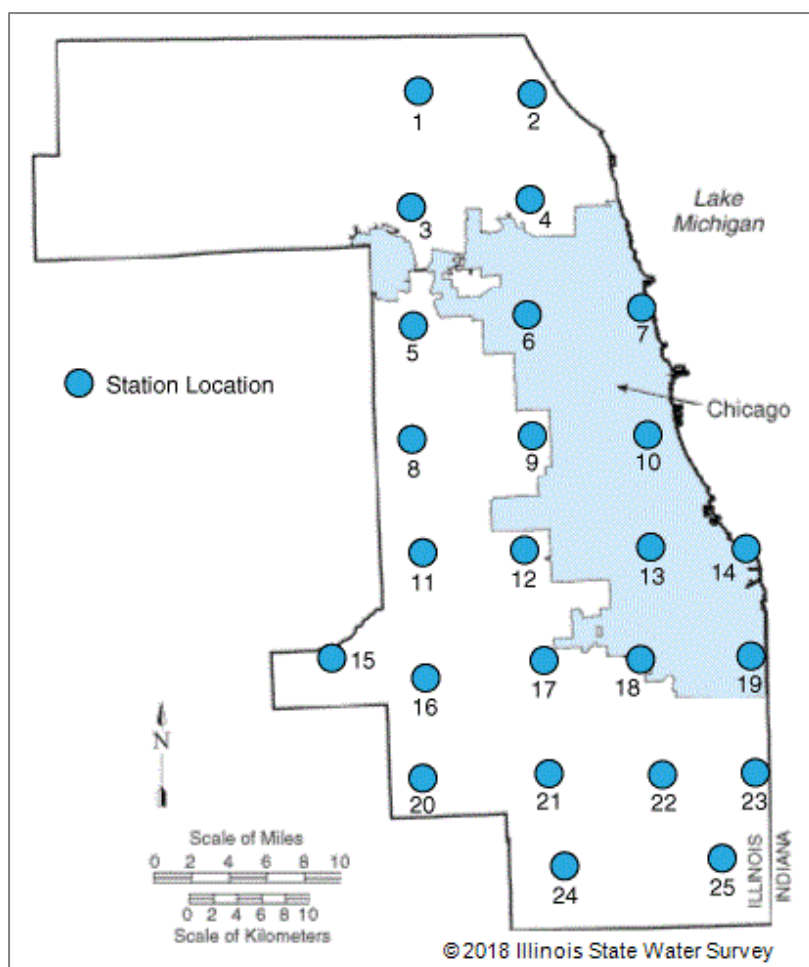 1
2
3
4
Lake
Michigan
5
6
7
Station Location
Chicago
8
9
10
11
12
13
14
15
16
17
18
19
N
20
21
22
23
Scale of Miles
0 2 4 6 8 10
0 2 4 6 8 10
Scale of Kilometers
24
25
ILLINOIS
INDIANA
©2018 Illinois State Water Survey